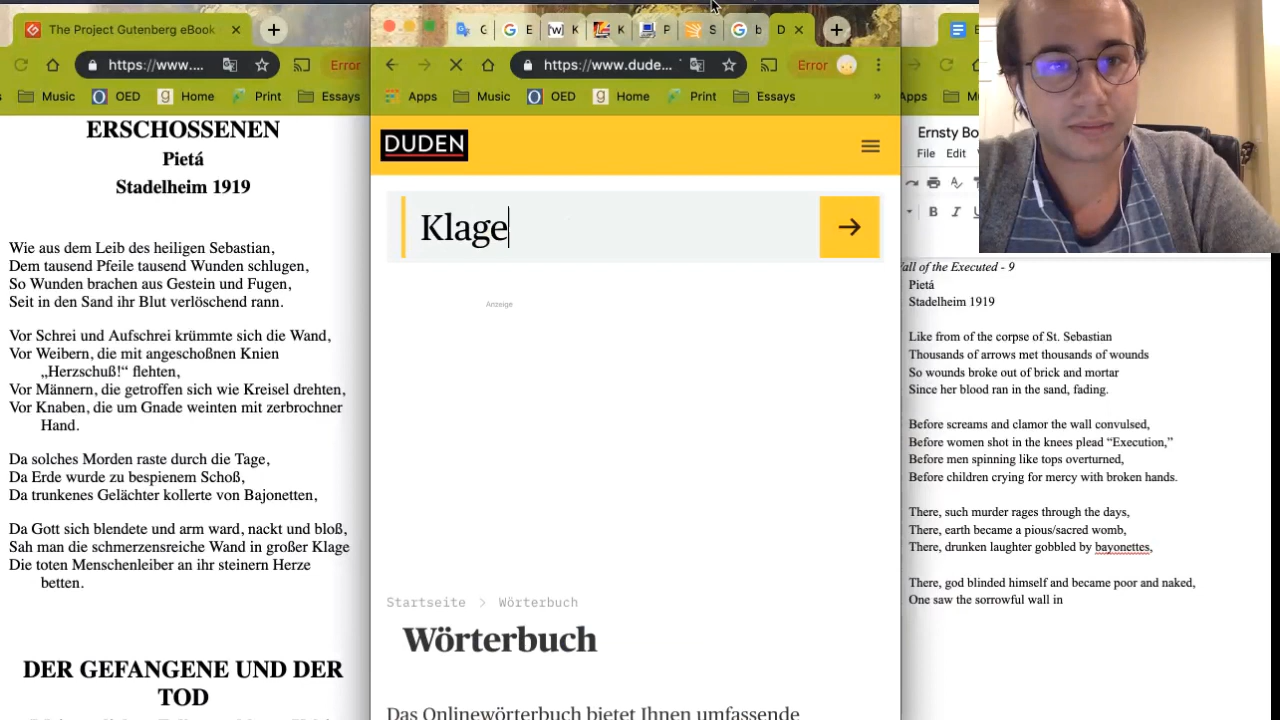 The Project Gutenberg eBook
https://www....
Error
Music
OED
Home
Print
Essays
ERSCHOSSENEN
Pietá
Stadelheim 1919
Wie aus dem Leib des heiligen Sebastian,
Dem tausend Pfeile tausend Wunden schlugen,
So Wunden brachen aus Gestein und Fugen,
Seit in den Sand ihr Blut verlöschend rann.
Vor Schrei und Aufschrei krümmte sich die Wand,
Vor Weibern, die mit angeschoßnen Knien
„Herzschuß!“ flehten,
Vor Männern, die getroffen sich wie Kreisel drehten,
Vor Knaben, die um Gnade weinten mit zerbrochner
Hand.
Da solches Morden raste durch die Tage,
Da Erde wurde zu bespienem Schoß,
Da trunkenes Gelächter kollerte von Bajonetten,
Da Gott sich blendete und arm ward, nackt und bloß,
Sah man die schmerzensreiche Wand in großer Klage
Die toten Menschenleiber an ihr steinern Herze
betten.
DER GEFANGENE UND DER
TOD
G E K K P S b D
https://www.dude...
Error
Apps
Music
OED
Home
Print
Essays
»
DUDEN
Klage
Anzeige
Startseite > Wörterbuch
Wörterbuch
Das Onlinewörterbuch bietet Ihnen umfassende
Apps
Music
Ernsty Bo
File Edit
B I
all of the Executed - 9
Pietá
Stadelheim 1919
Like from of the corpse of St. Sebastian
Thousands of arrows met thousands of wounds
So wounds broke out of brick and mortar
Since her blood ran in the sand, fading.
Before screams and clamor the wall convulsed,
Before women shot in the knees plead “Execution,”
Before men spinning like tops overturned,
Before children crying for mercy with broken hands.
There, such murder rages through the days,
There, earth became a pious/sacred womb,
There, drunken laughter gobbled by bayonettes,
There, god blinded himself and became poor and naked,
One saw the sorrowful wall in